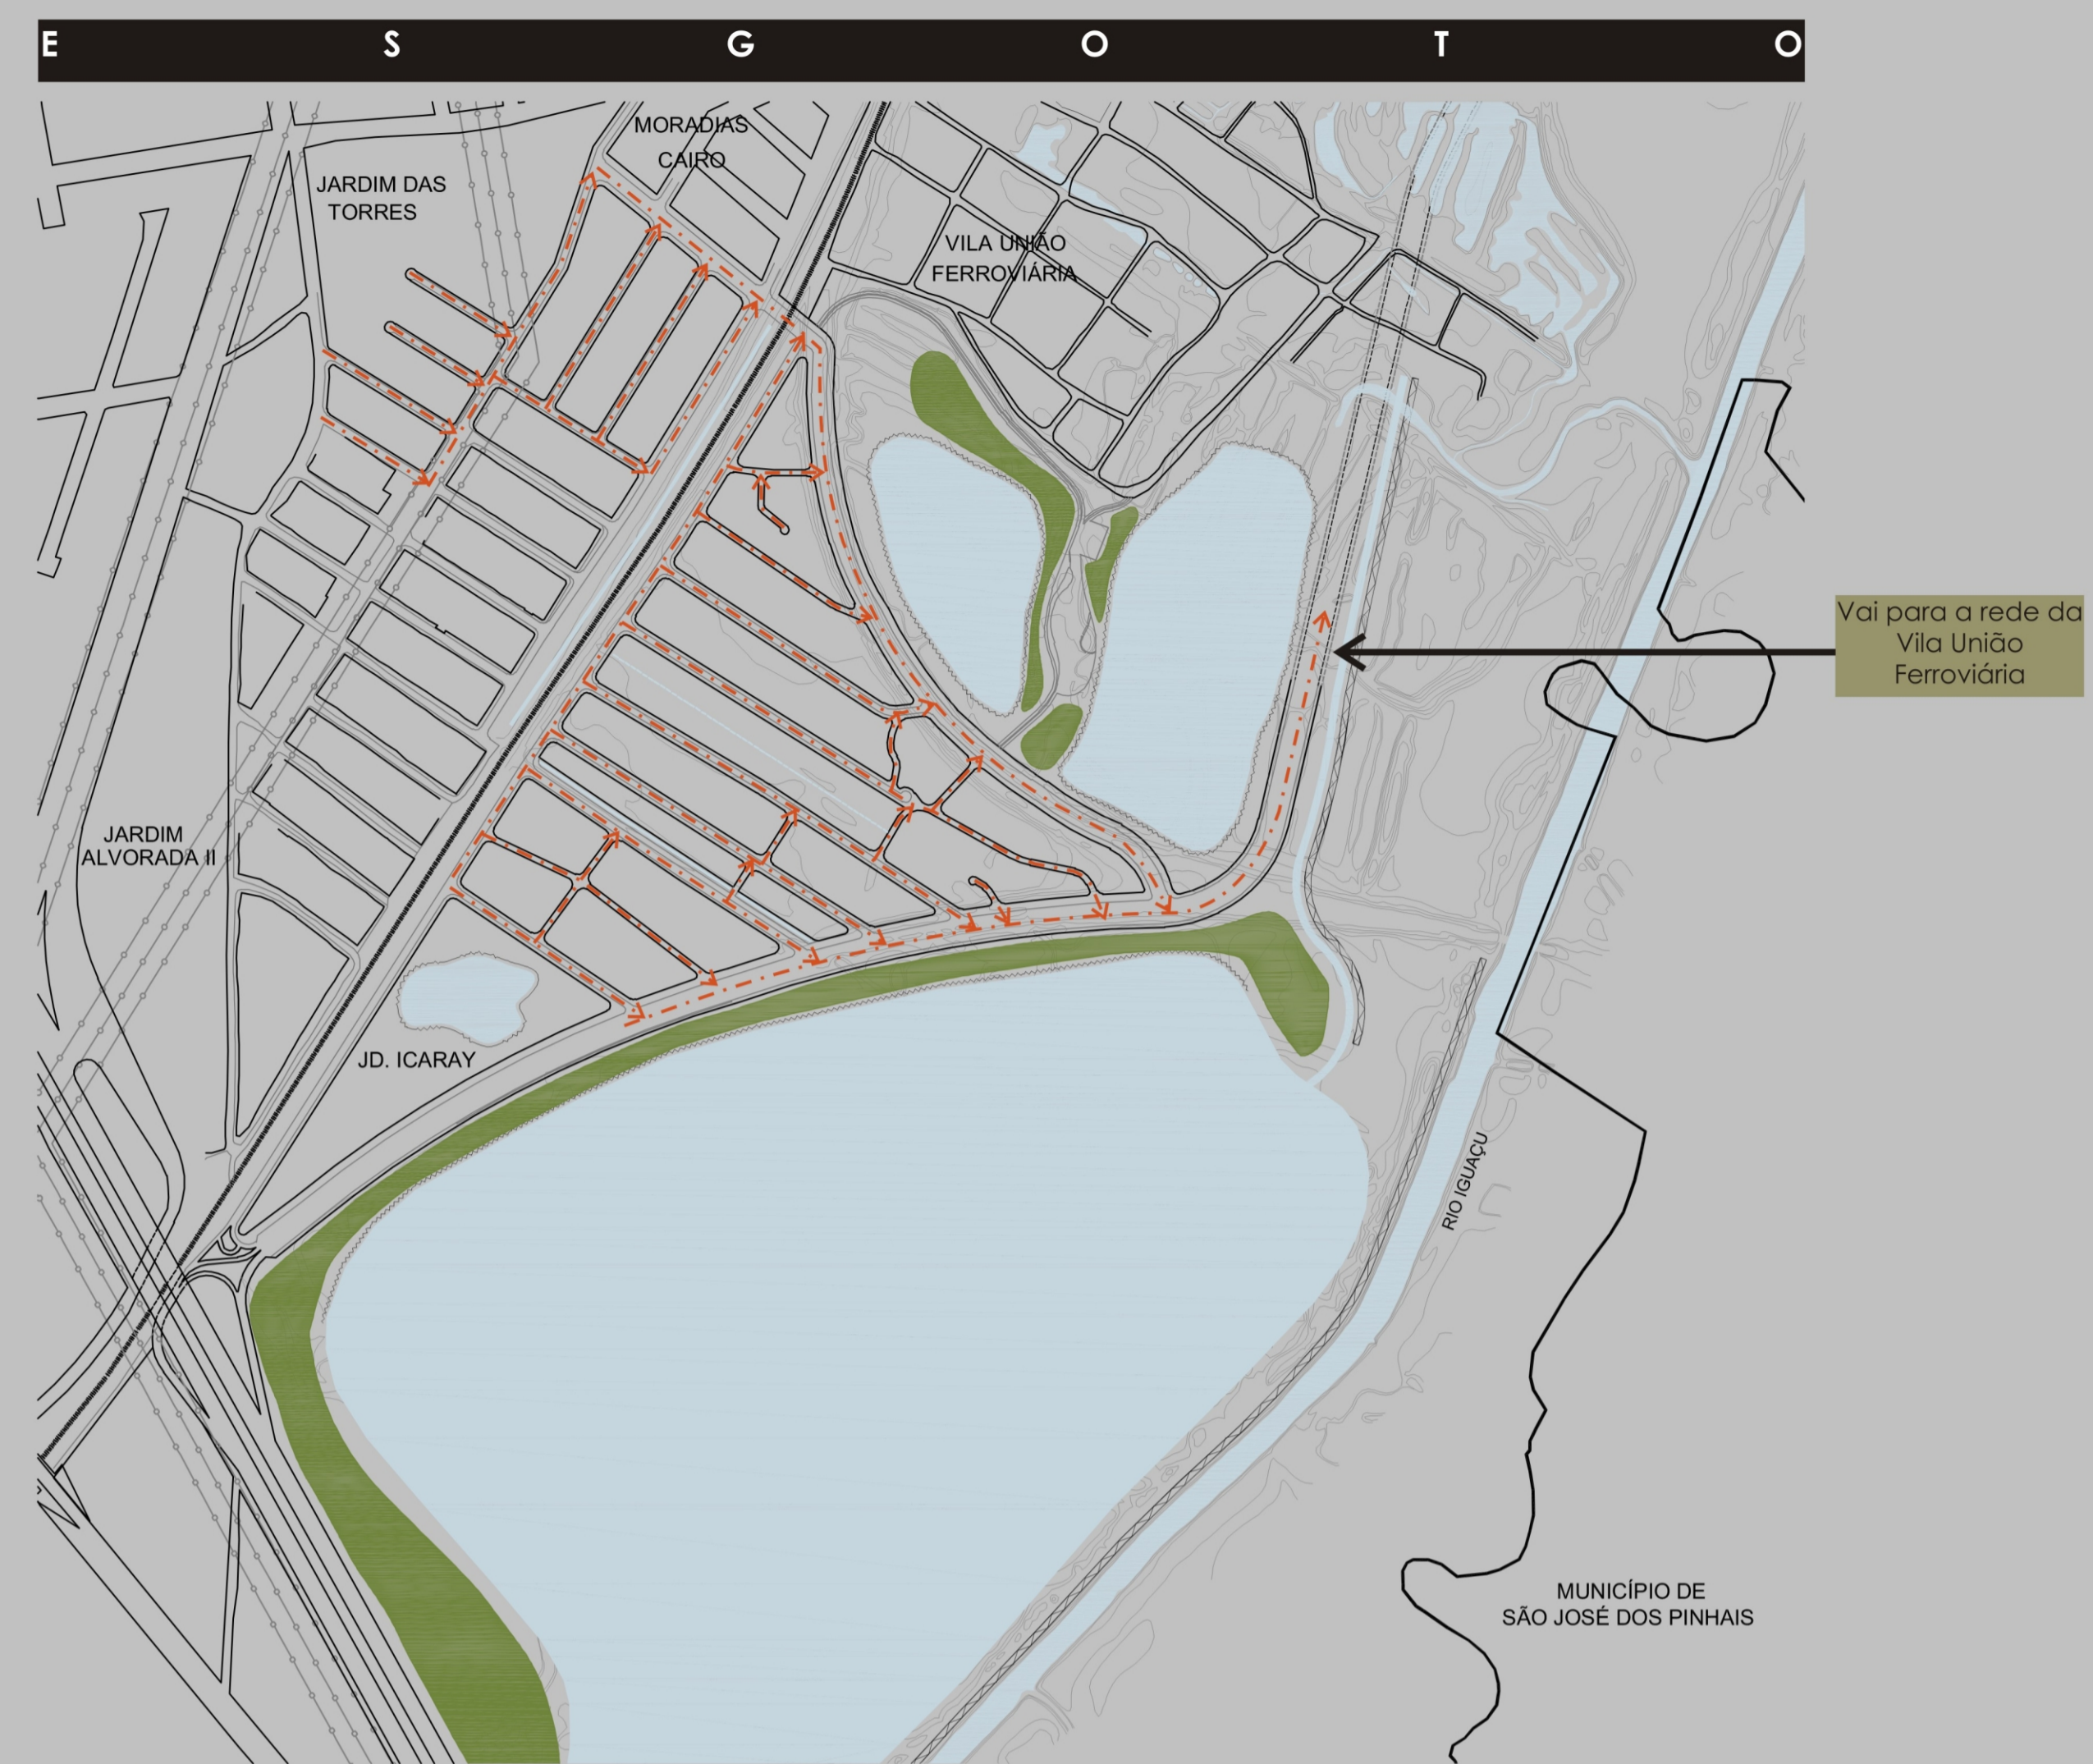 E S G O T O
MORADIAS
CAIRO
JARDIM DAS
TORRES
VILA UNIÃO
FERROVIÁRIA
Vai para a rede da
Vila União
Ferroviária
JARDIM
ALVORADA II
JD. ICARAY
RIO IGUAÇU
MUNICÍPIO DE
SÃO JOSÉ DOS PINHAIS